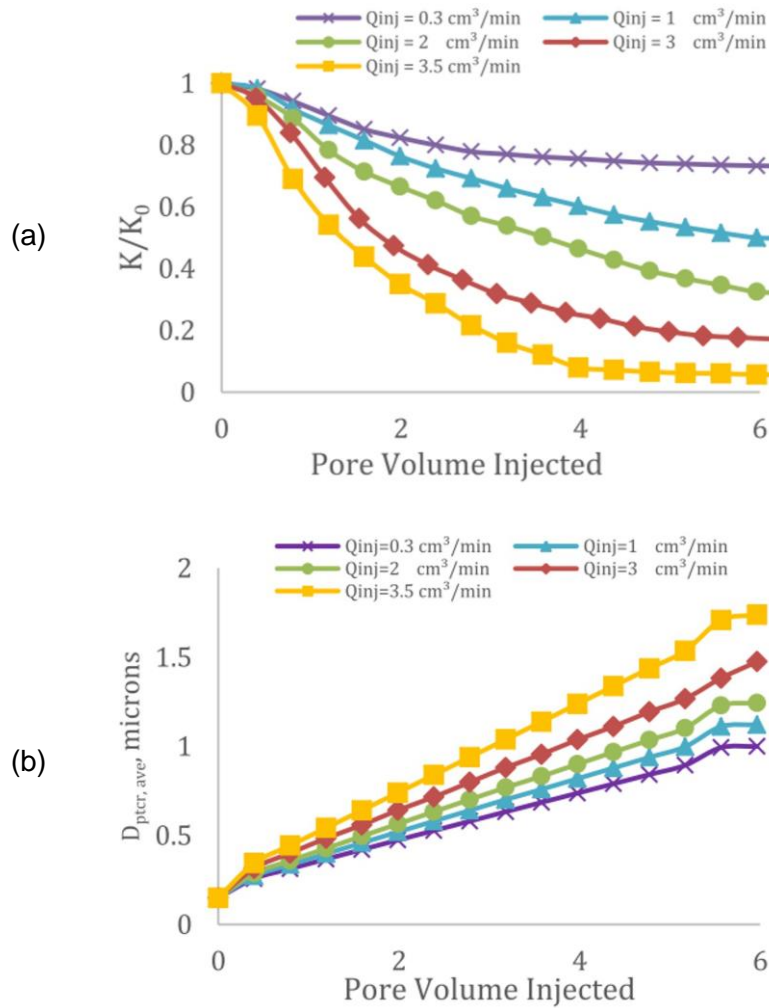 Qinj = 0.3 cm³/min Qinj = 1 cm³/min
Qinj = 2 cm³/min Qinj = 3 cm³/min
Qinj = 3.5 cm³/min
(a)
K/K₀
1
0.8
0.6
0.4
0.2
0
0 2 4 6
Pore Volume Injected
Qinj=0.3 cm³/min Qinj=1 cm³/min
Qinj=2 cm³/min Qinj=3 cm³/min
Qinj=3.5 cm³/min
(b)
Dptcr, ave, microns
2
1.5
1
0.5
0
0 2 4 6
Pore Volume Injected